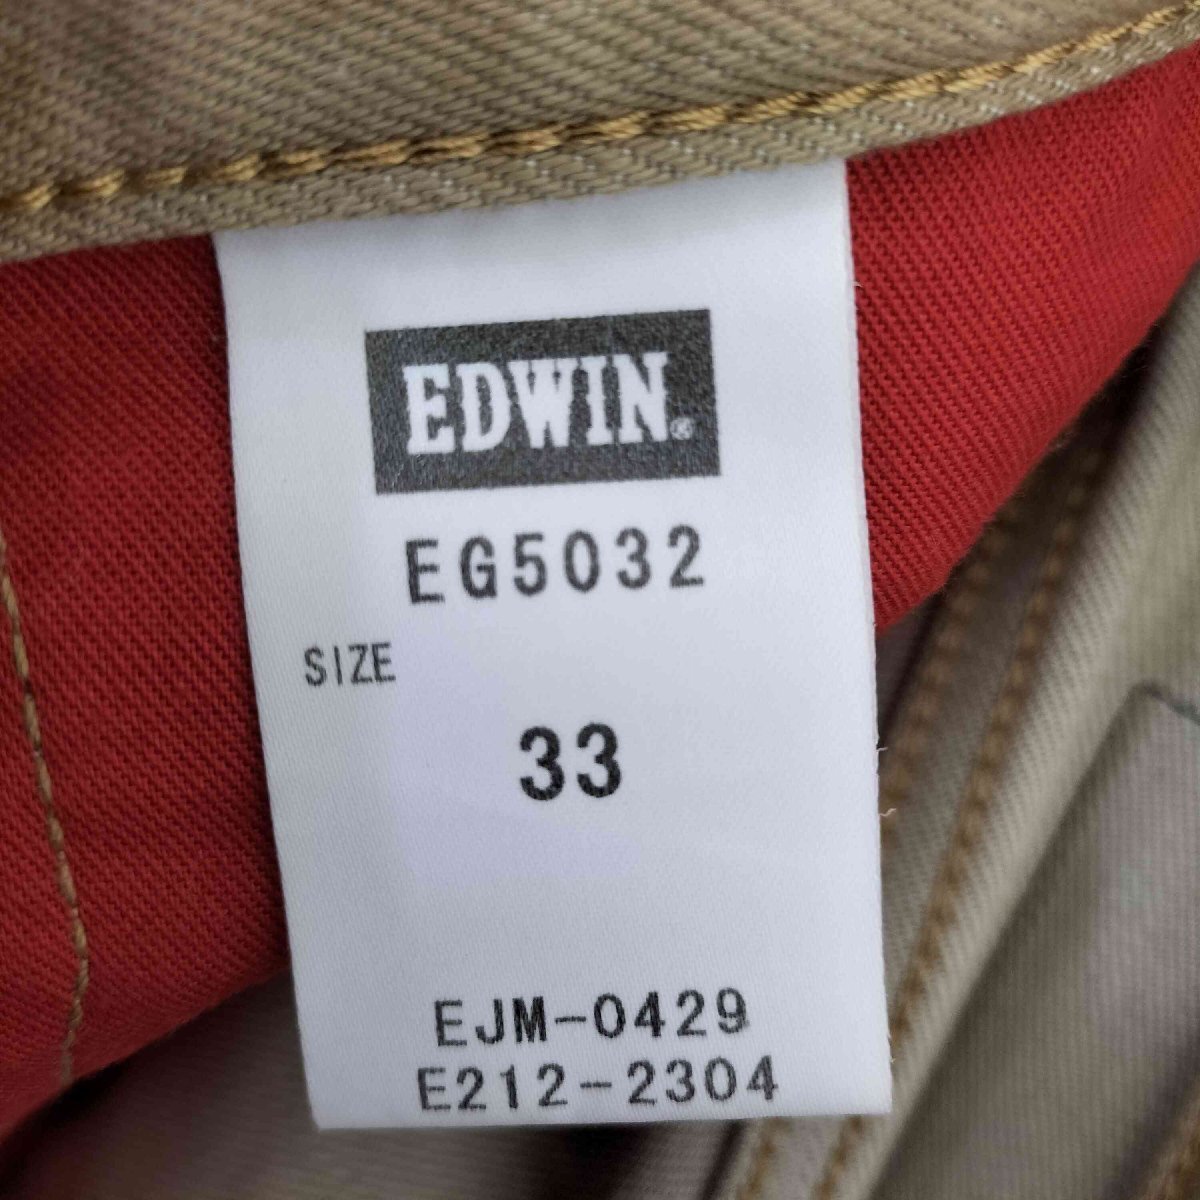 EDWIN®
EG5032
SIZE
33
EJM-0429
E212-2304